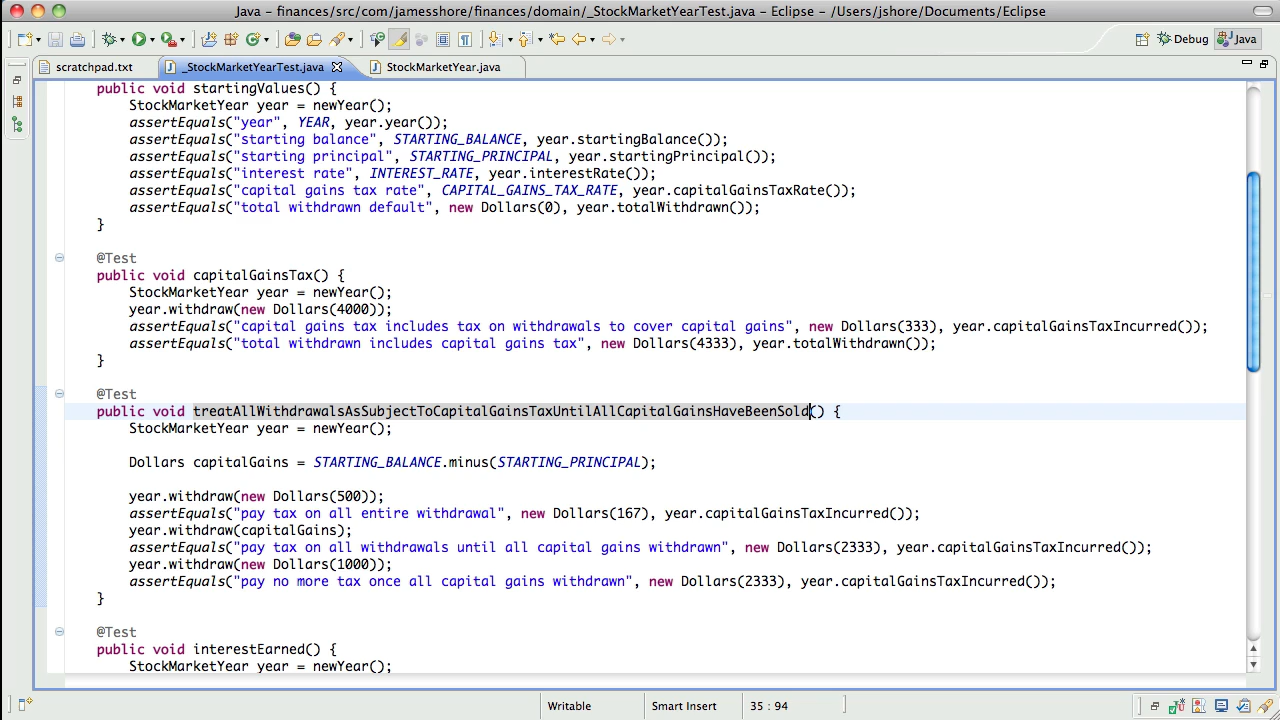 Java – finances/src/com/jamesshore/finances/domain/_StockMarketYearTest.java – Eclipse – /Users/jshore/Documents/Eclipse
Debug Java
scratchpad.txt _StockMarketYearTest.java StockMarketYear.java
public void startingValues() {
StockMarketYear year = newYear();
assertEquals("year", YEAR, year.year());
assertEquals("starting balance", STARTING_BALANCE, year.startingBalance());
assertEquals("starting principal", STARTING_PRINCIPAL, year.startingPrincipal());
assertEquals("interest rate", INTEREST_RATE, year.interestRate());
assertEquals("capital gains tax rate", CAPITAL_GAINS_TAX_RATE, year.capitalGainsTaxRate());
assertEquals("total withdrawn default", new Dollars(0), year.totalWithdrawn());
}
@Test
public void capitalGainsTax() {
StockMarketYear year = newYear();
year.withdraw(new Dollars(4000));
assertEquals("capital gains tax includes tax on withdrawals to cover capital gains", new Dollars(333), year.capitalGainsTaxIncurred());
assertEquals("total withdrawn includes capital gains tax", new Dollars(4333), year.totalWithdrawn());
}
@Test
public void treatAllWithdrawalsAsSubjectToCapitalGainsTaxUntilAllCapitalGainsHaveBeenSold() {
StockMarketYear year = newYear();
Dollars capitalGains = STARTING_BALANCE.minus(STARTING_PRINCIPAL);
year.withdraw(new Dollars(500));
assertEquals("pay tax on all entire withdrawal", new Dollars(167), year.capitalGainsTaxIncurred());
year.withdraw(capitalGains);
assertEquals("pay tax on all withdrawals until all capital gains withdrawn", new Dollars(2333), year.capitalGainsTaxIncurred());
year.withdraw(new Dollars(1000));
assertEquals("pay no more tax once all capital gains withdrawn", new Dollars(2333), year.capitalGainsTaxIncurred());
}
@Test
public void interestEarned() {
StockMarketYear year = newYear();
Writable Smart Insert 35 : 94